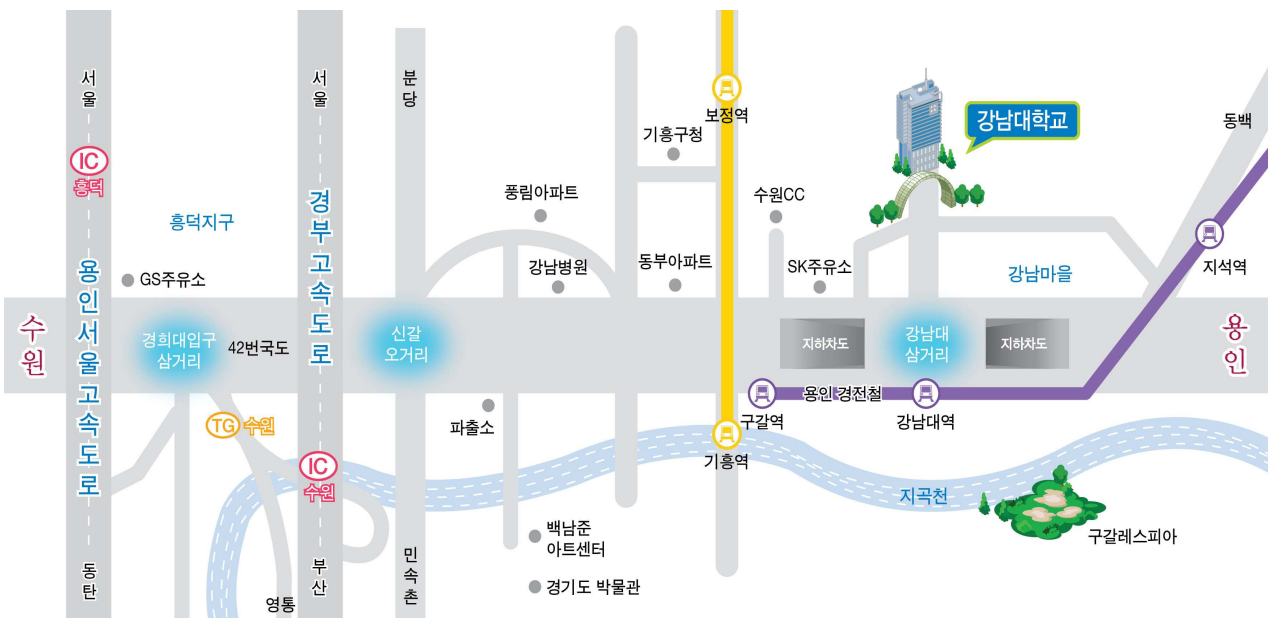 서울
서울
분당
보정역
강남대학교
기흥구청
동백
IC
흥덕
풍림아파트
수원CC
흥덕지구
경부고속도로
강남병원
동부아파트
SK주유소
강남마을
지석역
GS주유소
용인서울고속도로
수원
경희대입구
삼거리
42번국도
신갈
오거리
지하차도
강남대
삼거리
지하차도
용인
용인 경전철
TG 수원
파출소
구갈역
강남대역
IC
수원
기흥역
지곡천
구갈레스피아
백남준
아트센터
경기도 박물관
동탄
영통
부산
민속촌